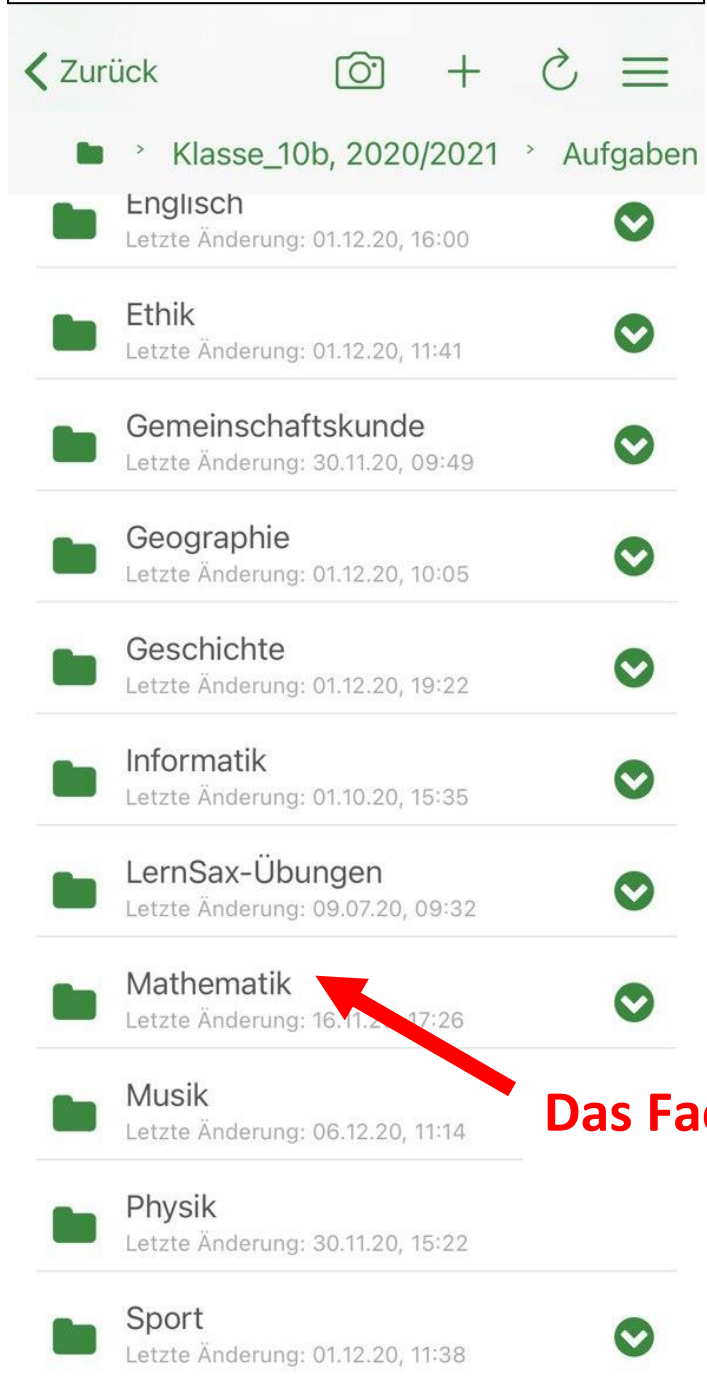 Zurück
Klasse_10b, 2020/2021 > Aufgaben
Englisch
Letzte Änderung: 01.12.20, 16:00
Ethik
Letzte Änderung: 01.12.20, 11:41
Gemeinschaftskunde
Letzte Änderung: 30.11.20, 09:49
Geographie
Letzte Änderung: 01.12.20, 10:05
Geschichte
Letzte Änderung: 01.12.20, 19:22
Informatik
Letzte Änderung: 01.10.20, 15:35
LernSax-Übungen
Letzte Änderung: 09.07.20, 09:32
Mathematik
Letzte Änderung: 17:26
Das
Musik
Letzte Änderung: 06.12.20, 11:14
Physik
Letzte Änderung: 30.11.20, 15:22
Sport
Letzte Änderung: 01.12.20, 11:38